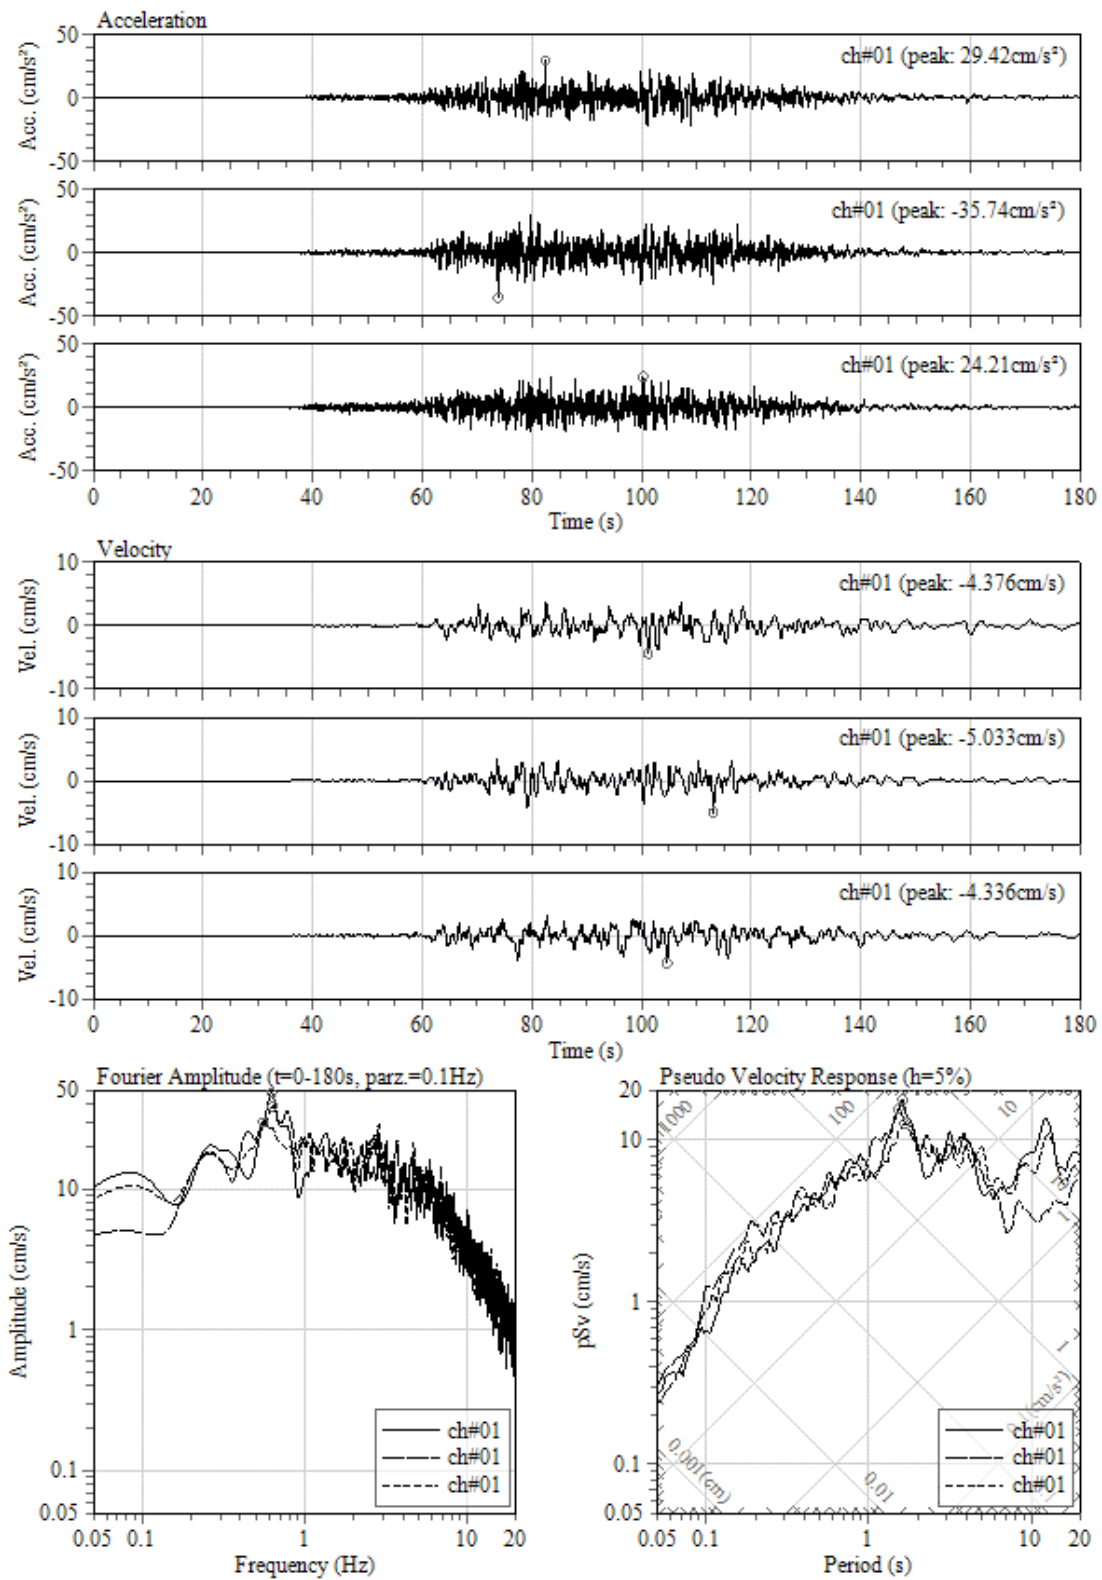 Acceleration
50
0
-50
Acc. (cm/s²)
ch#01 (peak: 29.42cm/s²)
50
0
-50
Acc. (cm/s²)
ch#01 (peak: -35.74cm/s²)
50
0
-50
Acc. (cm/s²)
ch#01 (peak: 24.21cm/s²)
0 20 40 60 80 100 120 140 160 180
Time (s)
Velocity
10
0
-10
Vel. (cm/s)
ch#01 (peak: -4.376cm/s)
10
0
-10
Vel. (cm/s)
ch#01 (peak: -5.033cm/s)
10
0
-10
Vel. (cm/s)
ch#01 (peak: -4.336cm/s)
0 20 40 60 80 100 120 140 160 180
Time (s)
Fourier Amplitude (t=0-180s, parz.=0.1Hz)
50
10
1
0.1
0.05
Amplitude (cm/s)
ch#01
ch#01
ch#01
0.05 0.1 1 10 20
Frequency (Hz)
Pseudo Velocity Response (h=5%)
20
10
1
0.1
0.05
pSv (cm/s)
1000
100
10
10
1
1
(cm/s²)
0.001(cm)
0.01
ch#01
ch#01
ch#01
0.05 0.1 1 10 20
Period (s)